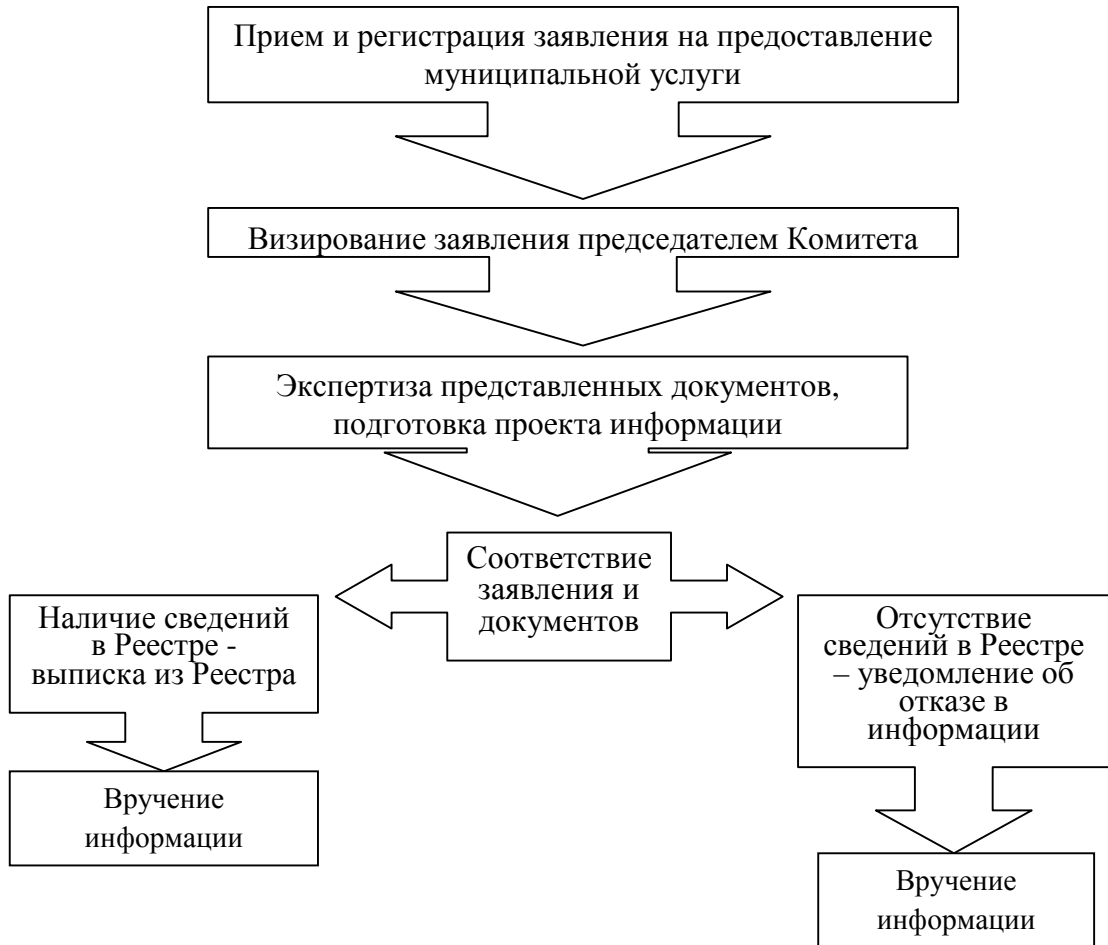 Прием и регистрация заявления на предоставление
муниципальной услуги
Визирование заявления председателем Комитета
Экспертиза представленных документов,
подготовка проекта информации
Соответствие
заявления и
документов
Наличие сведений
в Реестре -
выписка из Реестра
Вручение
информации
Отсутствие
сведений в Реестре
– уведомление об
отказе в
информации
Вручение
информации